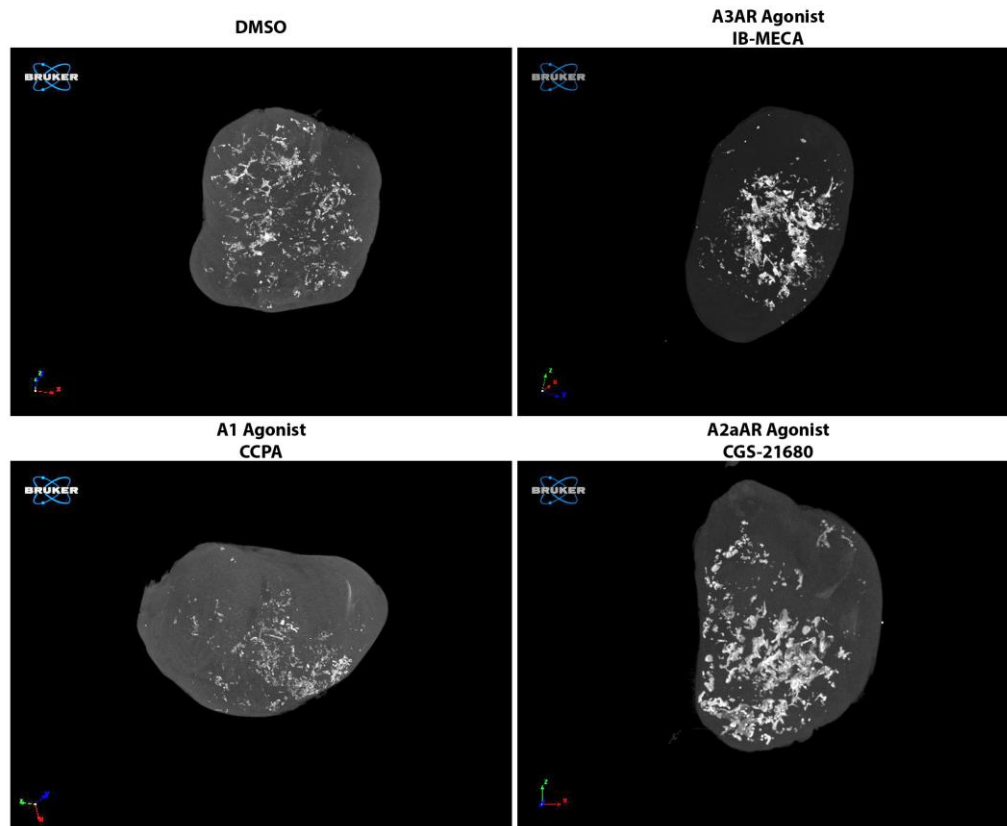 DMSO
A3AR Agonist
IB-MECA
BRUKER
BRUKER
A1 Agonist
CCPA
A2aAR Agonist
CGS-21680
BRUKER
BRUKER